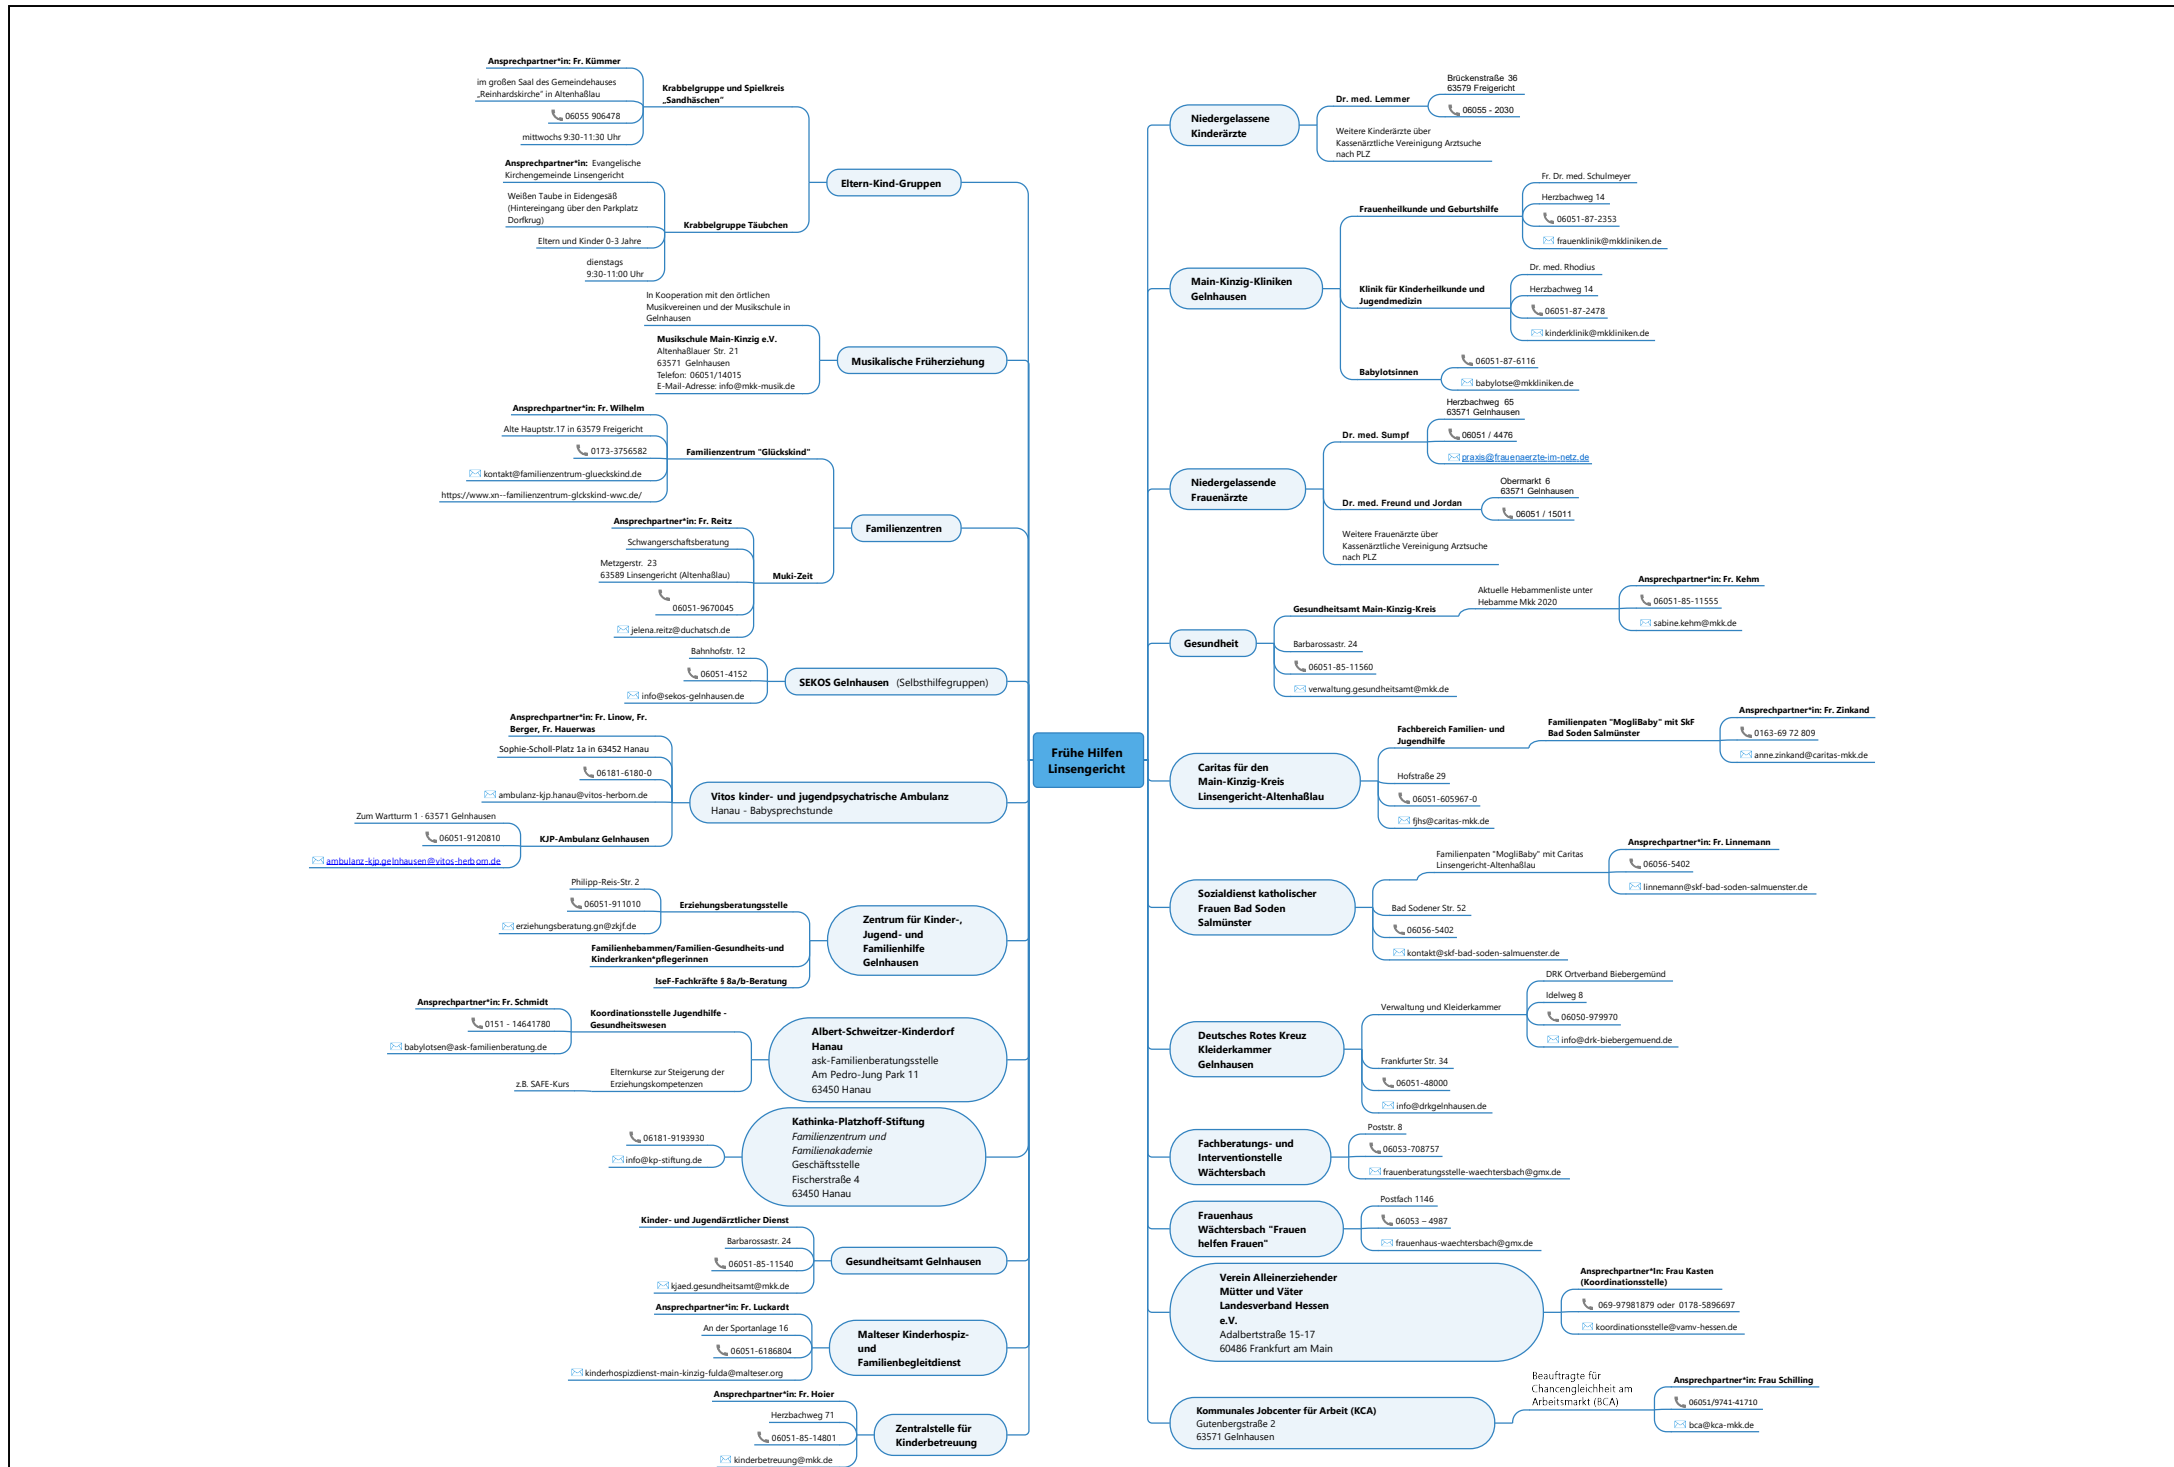 Frühe Hilfen
Linsengericht
Eltern-Kind-Gruppen
Krabbelgruppe und Spielkreis
„Sandhäschen“
Ansprechpartner*in: Fr. Kümmer
im großen Saal des Gemeindehauses
„Reinhardskirche“ in Altenhaßlau
06055 906478
mittwochs 9:30-11:30 Uhr
Krabbelgruppe Täubchen
Ansprechpartner*in: Evangelische
Kirchengemeinde Linsengericht
Weißen Taube in Eidengesäß
(Hintereingang über den Parkplatz
Dorfkrug)
Eltern und Kinder 0-3 Jahre
dienstags
9:30-11:00 Uhr
Musikalische Früherziehung
In Kooperation mit den örtlichen
Musikvereinen und der Musikschule in
Gelnhausen
Musikschule Main-Kinzig e.V.
Altenhaßlauer Str. 21
63571 Gelnhausen
Telefon: 06051/14015
E-Mail-Adresse: info@mkk-musik.de
Familienzentren
Familienzentrum "Glückskind"
Ansprechpartner*in: Fr. Wilhelm
Alte Hauptstr.17 in 63579 Freigericht
0173-3756582
kontakt@familienzentrum-glueckskind.de
https://www.xn--familienzentrum-glckskind-wwc.de/
Muki-Zeit
Ansprechpartner*in: Fr. Reitz
Schwangerschaftsberatung
Metzgerstr. 23
63589 Linsengericht (Altenhaßlau)
06051-9670045
jelena.reitz@duchatsch.de
SEKOS Gelnhausen (Selbsthilfegruppen)
Bahnhofstr. 12
06051-4152
info@sekos-gelnhausen.de
Vitos kinder- und jugendpsychatrische Ambulanz
Hanau - Babysprechstunde
Ansprechpartner*in: Fr. Linow, Fr.
Berger, Fr. Hauerwas
Sophie-Scholl-Platz 1a in 63452 Hanau
06181-6180-0
ambulanz-kjp.hanau@vitos-herborn.de
KJP-Ambulanz Gelnhausen
Zum Wartturm 1 · 63571 Gelnhausen
06051-9120810
ambulanz-kjp.gelnhausen@vitos-herborn.de
Zentrum für Kinder-,
Jugend- und
Familienhilfe
Gelnhausen
Erziehungsberatungsstelle
Philipp-Reis-Str. 2
06051-911010
erziehungsberatung.gn@zkjf.de
Familienhebammen/Familien-Gesundheits-und
Kinderkranken*pflegerinnen
IseF-Fachkräfte § 8a/b-Beratung
Albert-Schweitzer-Kinderdorf
Hanau
ask-Familienberatungsstelle
Am Pedro-Jung Park 11
63450 Hanau
Koordinationsstelle Jugendhilfe -
Gesundheitswesen
Ansprechpartner*in: Fr. Schmidt
0151 - 14641780
babylotsen@ask-familienberatung.de
Elternkurse zur Steigerung der
Erziehungskompetenzen
z.B. SAFE-Kurs
Kathinka-Platzhoff-Stiftung
Familienzentrum und
Familienakademie
Geschäftsstelle
Fischerstraße 4
63450 Hanau
06181-9193930
info@kp-stiftung.de
Gesundheitsamt Gelnhausen
Kinder- und Jugendärztlicher Dienst
Barbarossastr. 24
06051-85-11540
kjaed.gesundheitsamt@mkk.de
Malteser Kinderhospiz-
und
Familienbegleitdienst
Ansprechpartner*in: Fr. Luckardt
An der Sportanlage 16
06051-6186804
kinderhospizdienst-main-kinzig-fulda@malteser.org
Zentralstelle für
Kinderbetreuung
Ansprechpartner*in: Fr. Hoier
Herzbachweg 71
06051-85-14801
kinderbetreuung@mkk.de
Niedergelassene
Kinderärzte
Dr. med. Lemmer
Brückenstraße 36
63579 Freigericht
06055 - 2030
Weitere Kinderärzte über
Kassenärztliche Vereinigung Arztsuche
nach PLZ
Main-Kinzig-Kliniken
Gelnhausen
Frauenheilkunde und Geburtshilfe
Fr. Dr. med. Schulmeyer
Herzbachweg 14
06051-87-2353
frauenklinik@mkkliniken.de
Klinik für Kinderheilkunde und
Jugendmedizin
Dr. med. Rhodius
Herzbachweg 14
06051-87-2478
kinderklinik@mkkliniken.de
Babylotsinnen
06051-87-6116
babylotse@mkkliniken.de
Niedergelassende
Frauenärzte
Dr. med. Sumpf
Herzbachweg 65
63571 Gelnhausen
06051 / 4476
praxis@frauenaerzte-im-netz.de
Dr. med. Freund und Jordan
Obermarkt 6
63571 Gelnhausen
06051 / 15011
Weitere Frauenärzte über
Kassenärztliche Vereinigung Arztsuche
nach PLZ
Gesundheit
Gesundheitsamt Main-Kinzig-Kreis
Aktuelle Hebammenliste unter
Hebamme Mkk 2020
Ansprechpartner*in: Fr. Kehm
06051-85-11555
sabine.kehm@mkk.de
Barbarossastr. 24
06051-85-11560
verwaltung.gesundheitsamt@mkk.de
Caritas für den
Main-Kinzig-Kreis
Linsengericht-Altenhaßlau
Fachbereich Familien- und
Jugendhilfe
Familienpaten "MogliBaby" mit SkF
Bad Soden Salmünster
Ansprechpartner*in: Fr. Zinkand
0163-69 72 809
anne.zinkand@caritas-mkk.de
Hofstraße 29
06051-605967-0
fjhs@caritas-mkk.de
Sozialdienst katholischer
Frauen Bad Soden
Salmünster
Familienpaten "MogliBaby" mit Caritas
Linsengericht-Altenhaßlau
Ansprechpartner*in: Fr. Linnemann
06056-5402
linnemann@skf-bad-soden-salmuenster.de
Bad Sodener Str. 52
06056-5402
kontakt@skf-bad-soden-salmuenster.de
Deutsches Rotes Kreuz
Kleiderkammer
Gelnhausen
Verwaltung und Kleiderkammer
DRK Ortverband Biebergemünd
Idelweg 8
06050-979970
info@drk-biebergemuend.de
Frankfurter Str. 34
06051-48000
info@drkgelnhausen.de
Fachberatungs- und
Interventionstelle
Wächtersbach
Poststr. 8
06053-708757
frauenberatungsstelle-waechtersbach@gmx.de
Frauenhaus
Wächtersbach "Frauen
helfen Frauen"
Postfach 1146
06053 – 4987
frauenhaus-waechtersbach@gmx.de
Verein Alleinerziehender
Mütter und Väter
Landesverband Hessen
e.V.
Adalbertstraße 15-17
60486 Frankfurt am Main
Ansprechpartner*In: Frau Kasten
(Koordinationsstelle)
069-97981879 oder 0178-5896697
koordinationsstelle@vamv-hessen.de
Kommunales Jobcenter für Arbeit (KCA)
Gutenbergstraße 2
63571 Gelnhausen
Beauftragte für
Chancengleichheit am
Arbeitsmarkt (BCA)
Ansprechpartner*in: Frau Schilling
06051/9741-41710
bca@kca-mkk.de